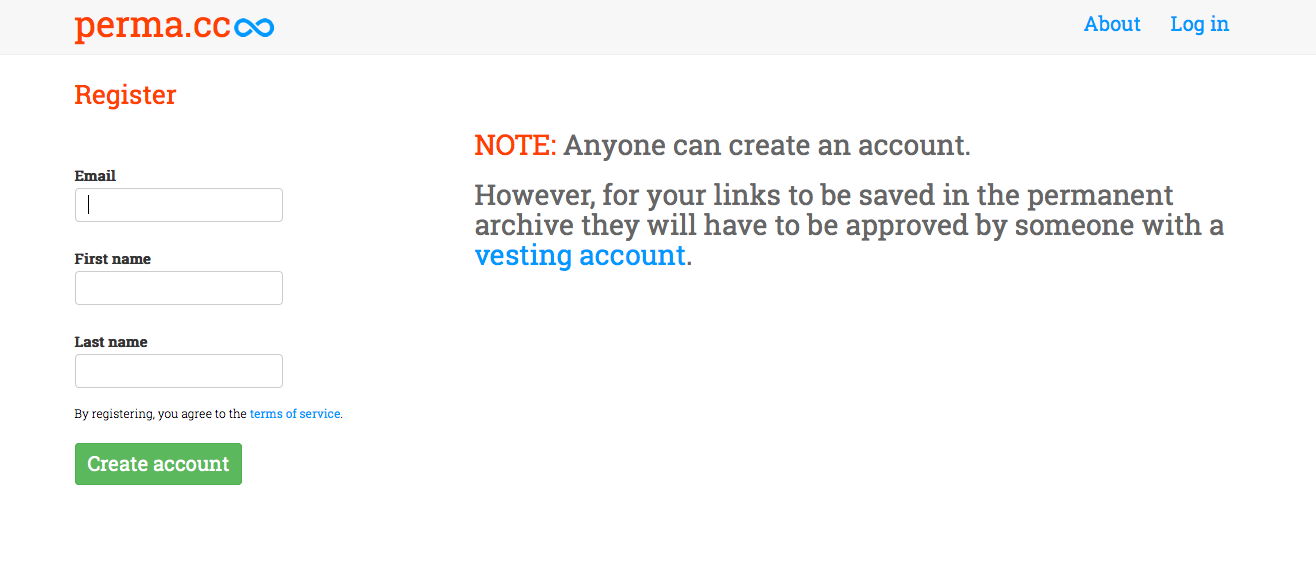 perma.cc
About
Log in
Register
NOTE: Anyone can create an account.
However, for your links to be saved in the permanent
archive they will have to be approved by someone with a
vesting account.
Email
First name
Last name
By registering, you agree to the terms of service.
Create account